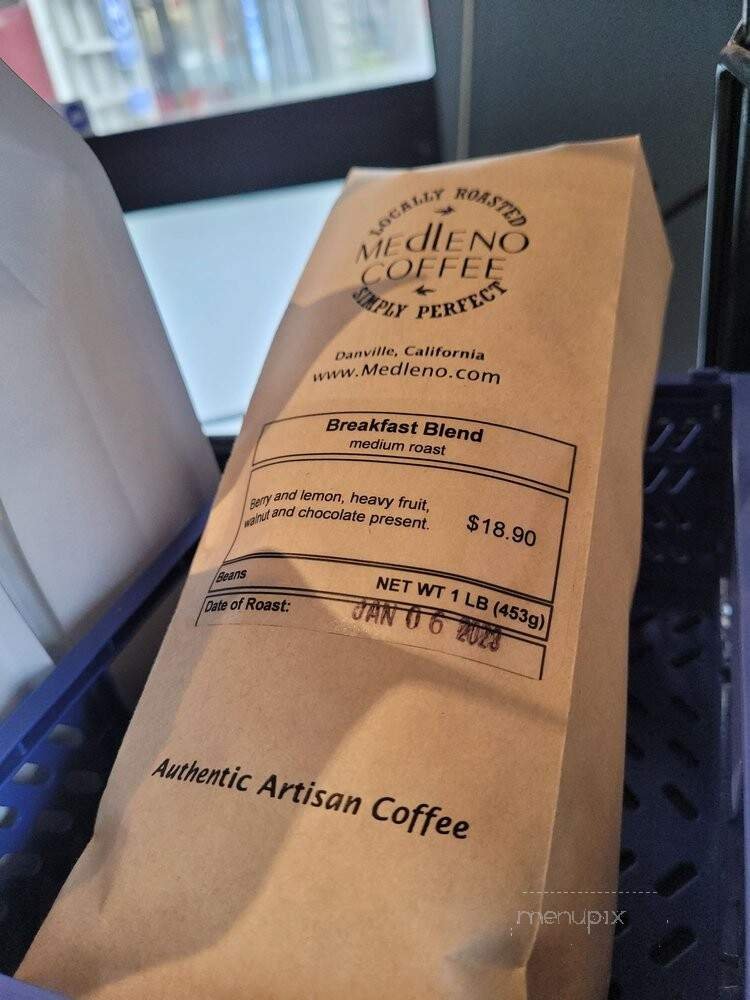 LOCALLY ROASTED
MEdlENO
COFFEE
SIMPLY PERFECT
Danville, California
www.Medleno.com
Breakfast Blend
medium roast
Berry and lemon, heavy fruit,
walnut and chocolate present.
$18.90
Beans
NET WT 1 LB (453g)
Date of Roast:
JAN 06 2023
Authentic Artisan Coffee
menupix